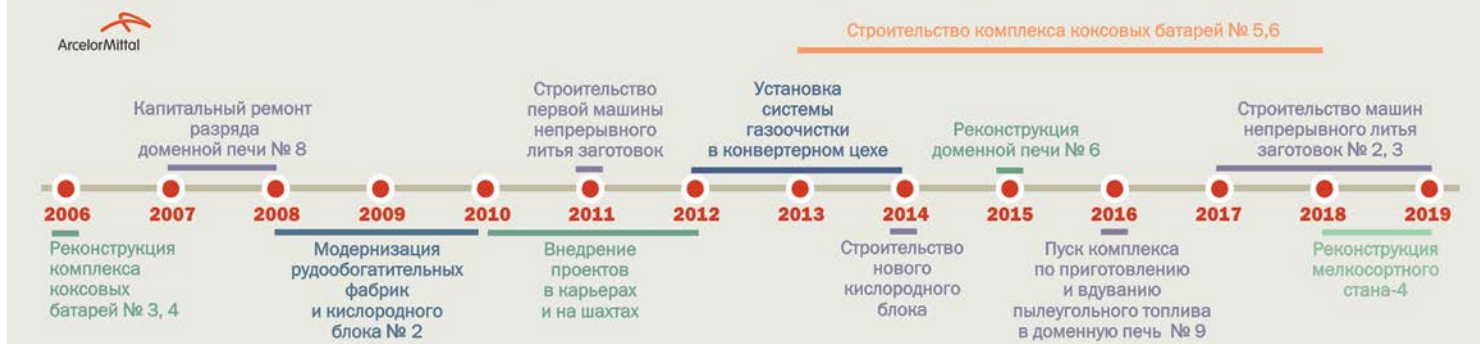 ArcelorMittal
Строительство комплекса коксовых батарей № 5,6
Капитальный ремонт
разряда
доменной печи № 8
Строительство
первой машины
непрерывного
литья заготовок
Установка
системы
газоочистки
в конвертерном цехе
Реконструкция
доменной печи № 6
Строительство машин
непрерывного литья
заготовок № 2, 3
2006 2007 2008 2009 2010 2011 2012 2013 2014 2015 2016 2017 2018 2019
Реконструкция
комплекса
коксовых
батарей № 3, 4
Модернизация
рудообогатительных
фабрик
и кислородного
блока № 2
Внедрение
проектов
в карьерах
и на шахтах
Строительство
нового
кислородного
блока
Пуск комплекса
по приготовлению
и вдуванию
пылеугольного топлива
в доменную печь № 9
Реконструкция
мелкосортного
стана-4